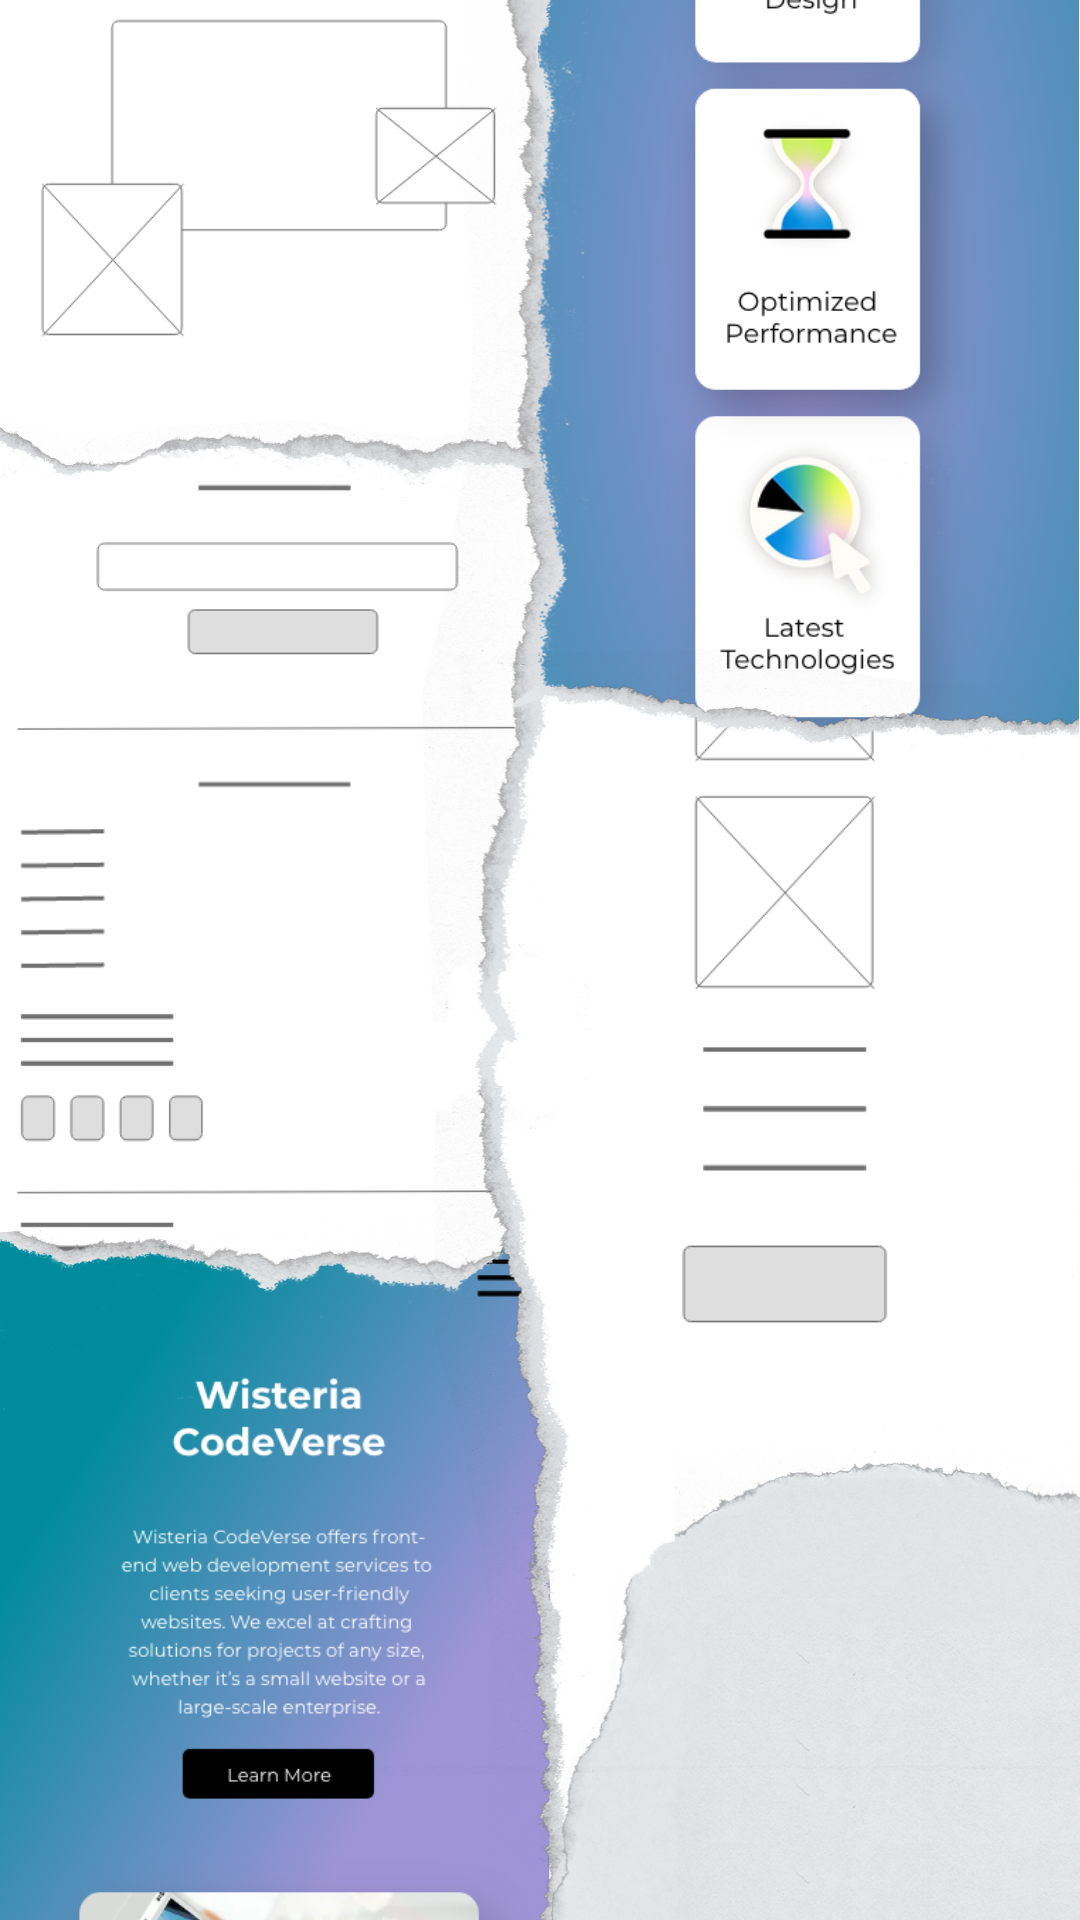 Design
Optimized
Performance
Latest
Technologies
Wisteria
CodeVerse
Wisteria CodeVerse offers front-
end web development services to
clients seeking user-friendly
websites. We excel at crafting
solutions for projects of any size,
whether it's a small website or a
large-scale enterprise.
Learn More